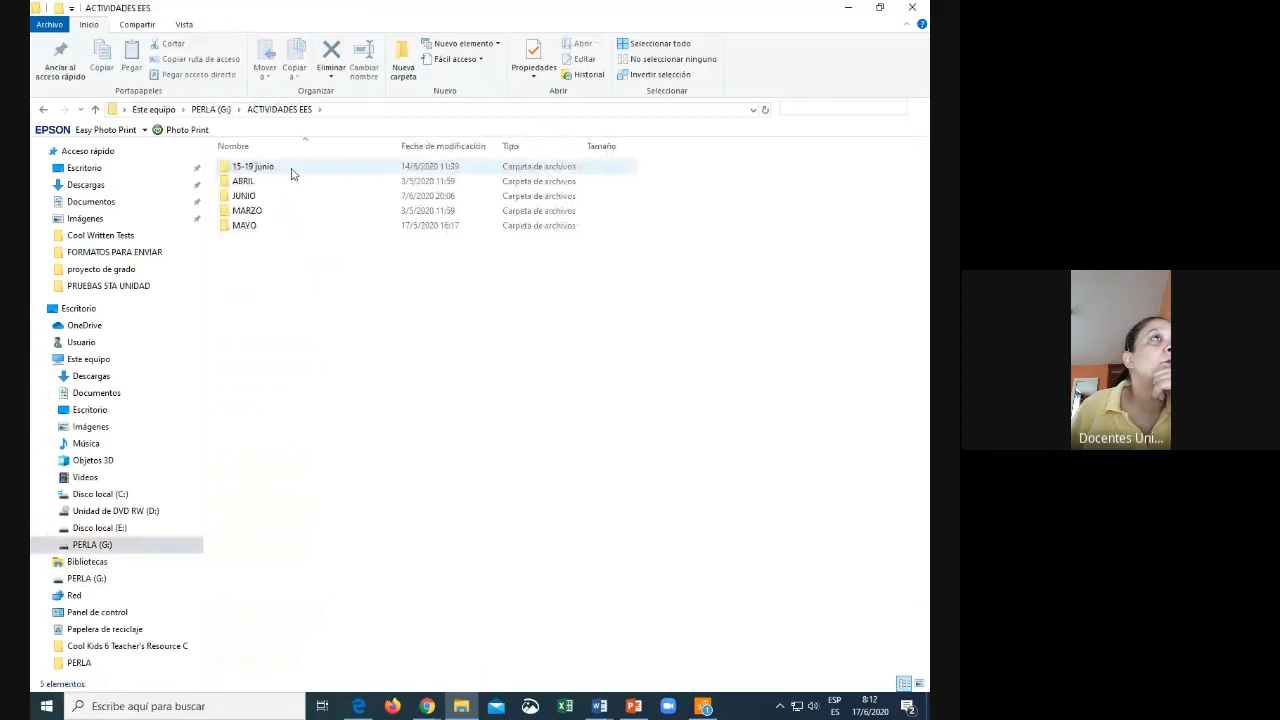 ACTIVIDADES EES
Archivo Inicio Compartir Vista
Anclar al acceso rápido
Copiar
Pegar
Cortar
Copiar ruta de acceso
Pegar acceso directo
Portapapeles
Mover a
Copiar a
Eliminar
Cambiar nombre
Organizar
Nueva carpeta
Nuevo elemento
Fácil acceso
Nuevo
Propiedades
Abrir
Editar
Historial
Abrir
Seleccionar todo
No seleccionar ninguno
Invertir selección
Seleccionar
Este equipo PERLA (G:) ACTIVIDADES EES
EPSON Easy Photo Print Photo Print
Nombre Fecha de modificación Tipo Tamaño
15-19 junio 14/6/2020 11:39 Carpeta de archivos
ABRIL 3/5/2020 11:59 Carpeta de archivos
JUNIO 7/6/2020 20:06 Carpeta de archivos
MARZO 3/5/2020 11:59 Carpeta de archivos
MAYO 17/5/2020 16:17 Carpeta de archivos
Acceso rápido
Escritorio
Descargas
Documentos
Imágenes
Cool Written Tests
FORMATOS PARA ENVIAR
proyecto de grado
PRUEBAS 5TA UNIDAD
Escritorio
OneDrive
Usuario
Este equipo
Descargas
Documentos
Escritorio
Imágenes
Música
Objetos 3D
Videos
Disco local (C:)
Unidad de DVD RW (D:)
Disco local (E:)
PERLA (G:)
Bibliotecas
PERLA (G:)
Red
Panel de control
Papelera de reciclaje
Cool Kids 6 Teacher's Resource C
PERLA
5 elementos
Docentes Uni...
Escribe aquí para buscar
ESP
ES
8:12
17/6/2020
2